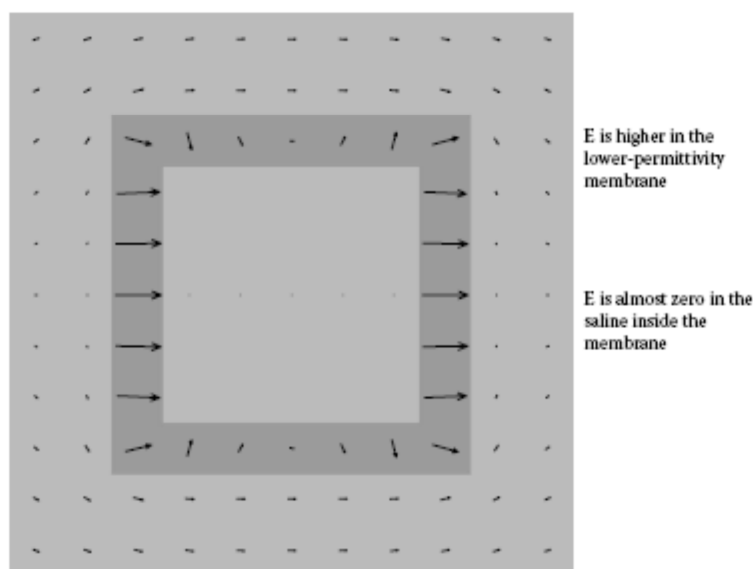 E is higher in the
lower-permittivity
membrane
E is almost zero in the
saline inside the
membrane